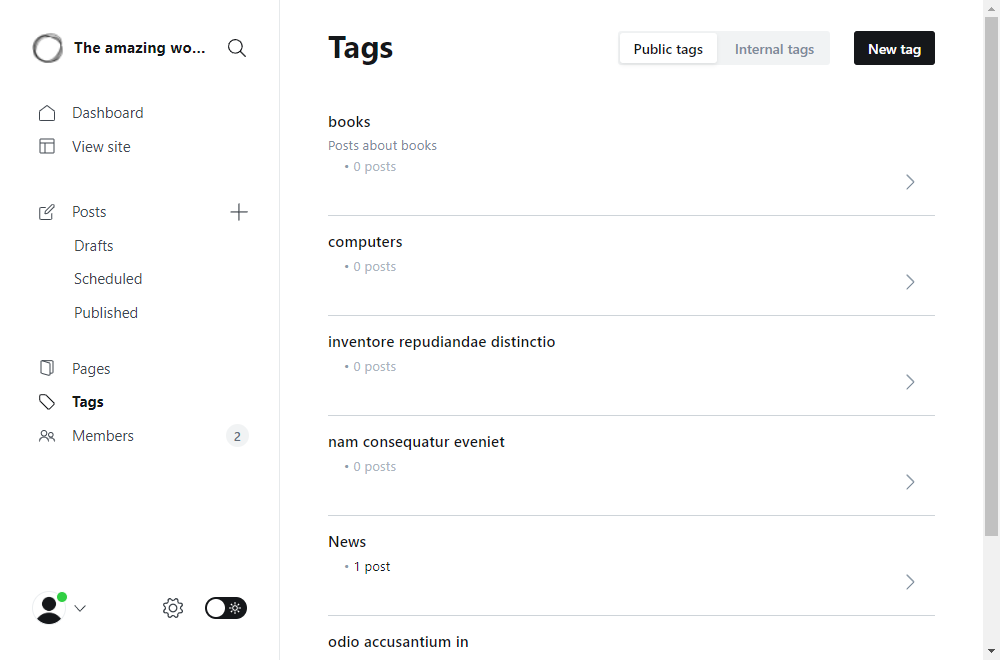 The amazing wo...
Dashboard
View site
Posts
Drafts
Scheduled
Published
Pages
Tags
Members 2
Tags
Public tags Internal tags New tag
books
Posts about books
• 0 posts
computers
• 0 posts
inventore repudiandae distinctio
• 0 posts
nam consequatur eveniet
• 0 posts
News
• 1 post
odio accusantium in